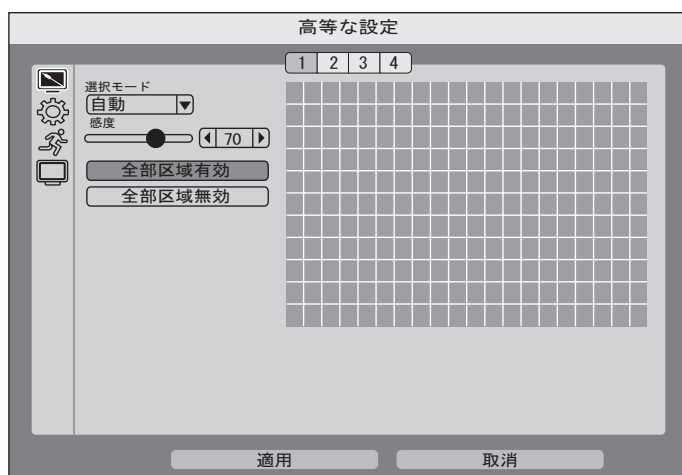 高等な設定
1 2 3 4
選択モード
自動
感度
70
全部区域有効
全部区域無効
適用 取消